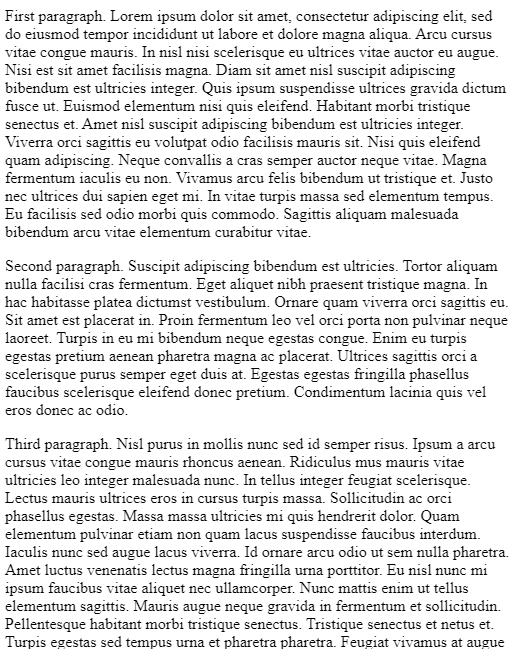 First paragraph. Lorem ipsum dolor sit amet, consectetur adipiscing elit, sed
do eiusmod tempor incididunt ut labore et dolore magna aliqua. Arcu cursus
vitae congue mauris. In nisl nisi scelerisque eu ultrices vitae auctor eu augue.
Nisi est sit amet facilisis magna. Diam sit amet nisl suscipit adipiscing
bibendum est ultricies integer. Quis ipsum suspendisse ultrices gravida dictum
fusce ut. Euismod elementum nisi quis eleifend. Habitant morbi tristique
senectus et. Amet nisl suscipit adipiscing bibendum est ultricies integer.
Viverra orci sagittis eu volutpat odio facilisis mauris sit. Nisi quis eleifend
quam adipiscing. Neque convallis a cras semper auctor neque vitae. Magna
fermentum iaculis eu non. Vivamus arcu felis bibendum ut tristique et. Justo
nec ultrices dui sapien eget mi. In vitae turpis massa sed elementum tempus.
Eu facilisis sed odio morbi quis commodo. Sagittis aliquam malesuada
bibendum arcu vitae elementum curabitur vitae.
Second paragraph. Suscipit adipiscing bibendum est ultricies. Tortor aliquam
nulla facilisi cras fermentum. Eget aliquet nibh praesent tristique magna. In
hac habitasse platea dictumst vestibulum. Ornare quam viverra orci sagittis eu.
Sit amet est placerat in. Proin fermentum leo vel orci porta non pulvinar neque
laoreet. Turpis in eu mi bibendum neque egestas congue. Enim eu turpis
egestas pretium aenean pharetra magna ac placerat. Ultrices sagittis orci a
scelerisque purus semper eget duis at. Egestas egestas fringilla phasellus
faucibus scelerisque eleifend donec pretium. Condimentum lacinia quis vel
eros donec ac odio.
Third paragraph. Nisl purus in mollis nunc sed id semper risus. Ipsum a arcu
cursus vitae congue mauris rhoncus aenean. Ridiculus mus mauris vitae
ultricies leo integer malesuada nunc. In tellus integer feugiat scelerisque.
Lectus mauris ultrices eros in cursus turpis massa. Sollicitudin ac orci
phasellus egestas. Massa massa ultricies mi quis hendrerit dolor. Quam
elementum pulvinar etiam non quam lacus suspendisse faucibus interdum.
Iaculis nunc sed augue lacus viverra. Id ornare arcu odio ut sem nulla pharetra.
Amet luctus venenatis lectus magna fringilla urna porttitor. Eu nisl nunc mi
ipsum faucibus vitae aliquet nec ullamcorper. Nunc mattis enim ut tellus
elementum sagittis. Mauris augue neque gravida in fermentum et sollicitudin.
Pellentesque habitant morbi tristique senectus. Tristique senectus et netus et.
Turpis egestas sed tempus urna et pharetra pharetra. Feugiat vivamus at augue